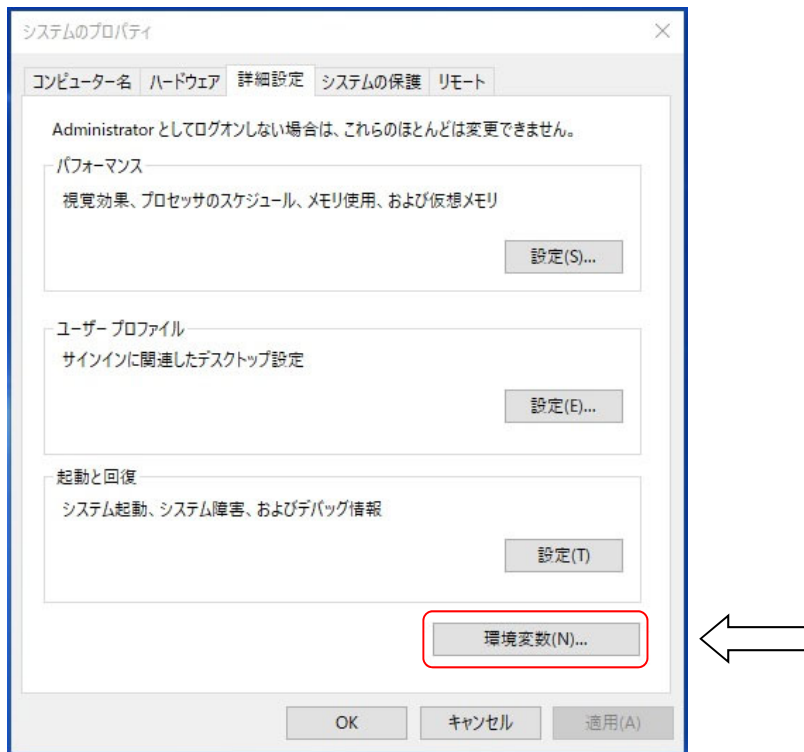 システムのプロパティ
コンピューター名 ハードウェア 詳細設定 システムの保護 リモート
Administrator としてログオンしない場合は、これらのほとんどは変更できません。
パフォーマンス
視覚効果、プロセッサのスケジュール、メモリ使用、および仮想メモリ
設定(S)...
ユーザー プロファイル
サインインに関連したデスクトップ設定
設定(E)...
起動と回復
システム起動、システム障害、およびデバッグ情報
設定(T)
環境変数(N)...
OK キャンセル 適用(A)